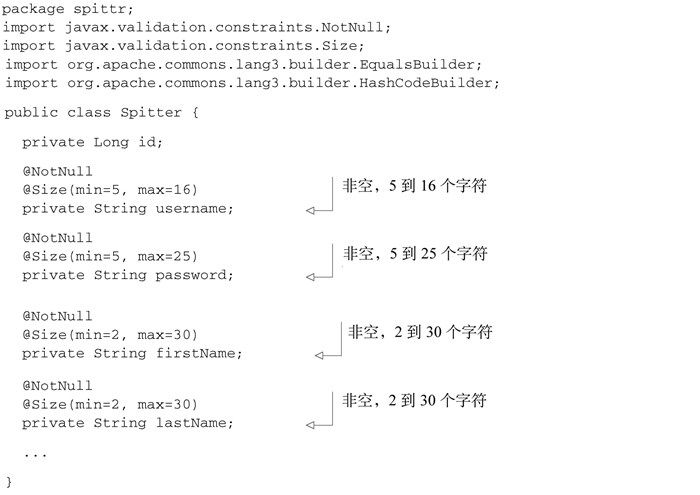 package spittr;
import javax.validation.constraints.NotNull;
import javax.validation.constraints.Size;
import org.apache.commons.lang3.builder.EqualsBuilder;
import org.apache.commons.lang3.builder.HashCodeBuilder;
public class Spitter {
private Long id;
@NotNull
@Size(min=5, max=16)
private String username;
非空，5 到 16 个字符
@NotNull
@Size(min=5, max=25)
private String password;
非空，5 到 25 个字符
@NotNull
@Size(min=2, max=30)
private String firstName;
非空，2 到 30 个字符
@NotNull
@Size(min=2, max=30)
private String lastName;
非空，2 到 30 个字符
...
}